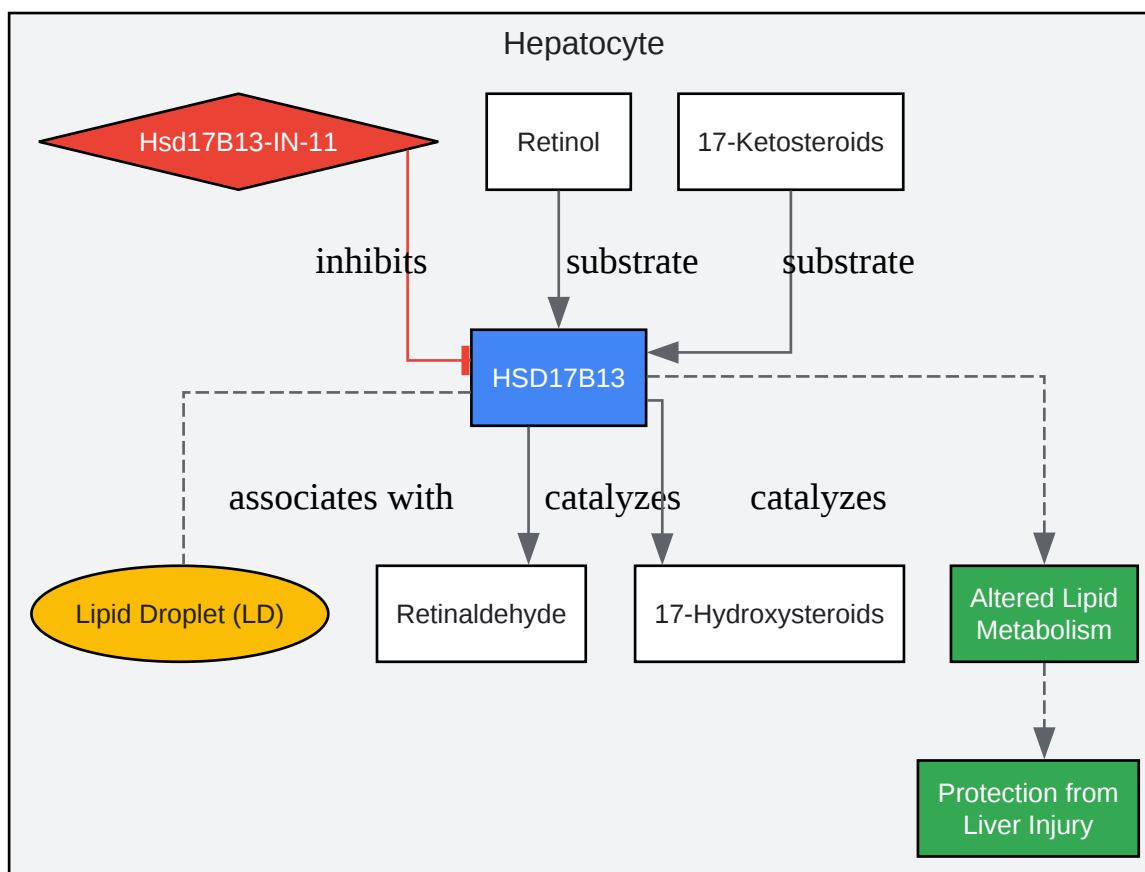 Hepatocyte
Hsd17B13-IN-11
Retinol
17-Ketosteroids
inhibits
substrate
substrate
HSD17B13
associates with
catalyzes
catalyzes
Lipid Droplet (LD)
Retinaldehyde
17-Hydroxysteroids
Altered Lipid
Metabolism
Protection from
Liver Injury